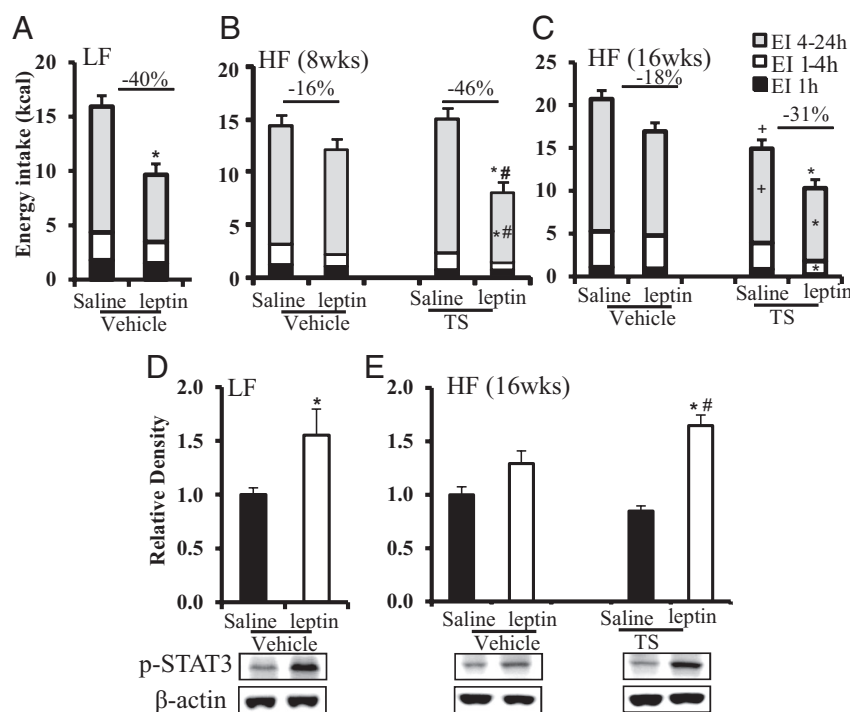 A
LF
-40%
Energy intake (kcal)
20
15
10
5
0
*
Saline leptin
Vehicle
B
HF (8wks)
-16%
-46%
20
15
10
5
0
*#
*#
Saline leptin
Vehicle
Saline leptin
TS
C
HF (16wks)
-18%
-31%
25
20
15
10
5
0
+
+
*
*
*
Saline leptin
Vehicle
Saline leptin
TS
EI 4-24h
EI 1-4h
EI 1h
D
LF
Relative Density
2.0
1.5
1.0
0.5
0.0
*
Saline leptin
Vehicle
E
HF (16wks)
2.0
1.5
1.0
0.5
0.0
*#
Saline leptin
Vehicle
Saline leptin
TS
p-STAT3
β-actin